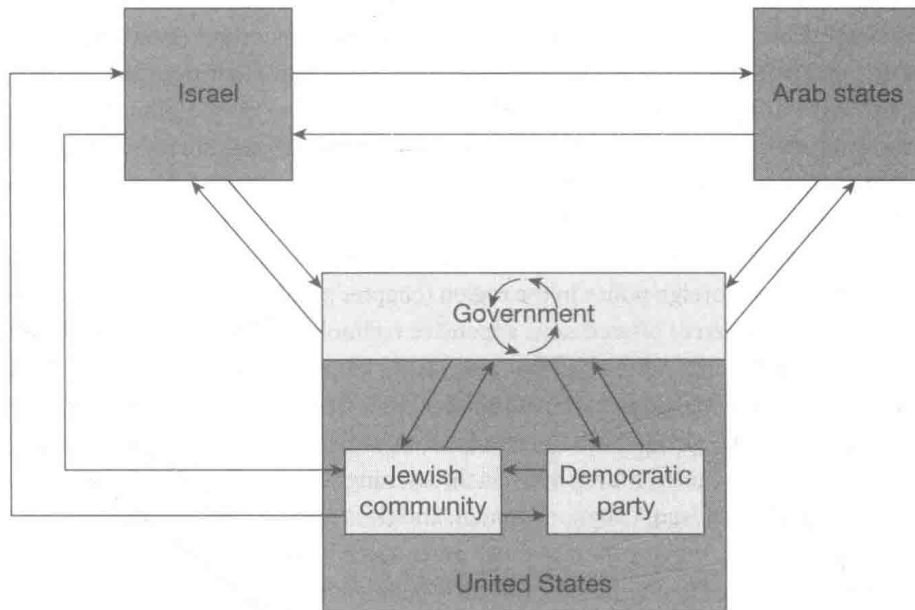 Israel
Arab states
Government
Jewish
community
Democratic
party
United States